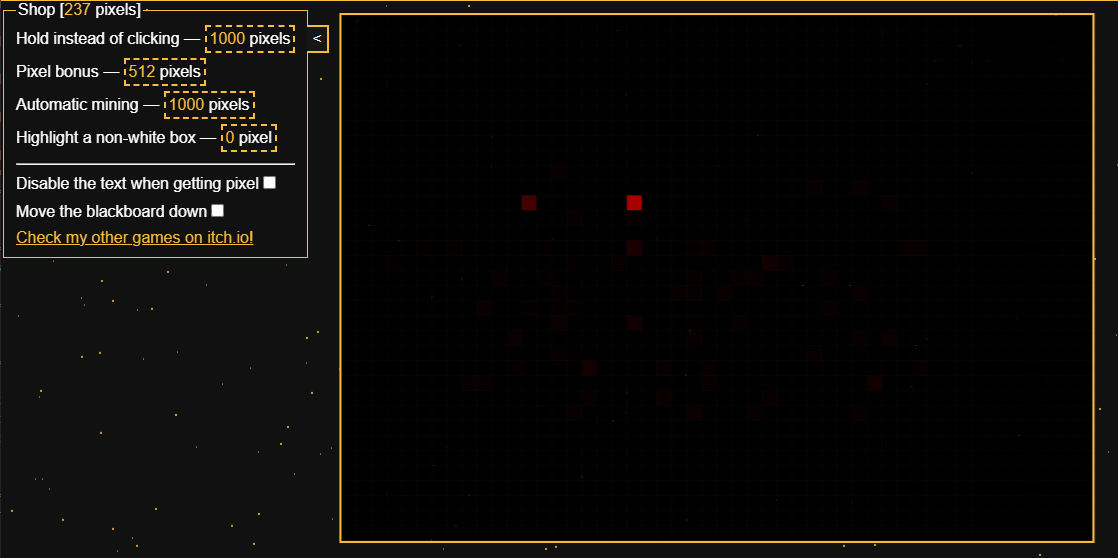 Shop [237 pixels]
Hold instead of clicking — 1000 pixels
<
Pixel bonus — 512 pixels
Automatic mining — 1000 pixels
Highlight a non-white box — 0 pixel
Disable the text when getting pixel
Move the blackboard down
Check my other games on itch.io!